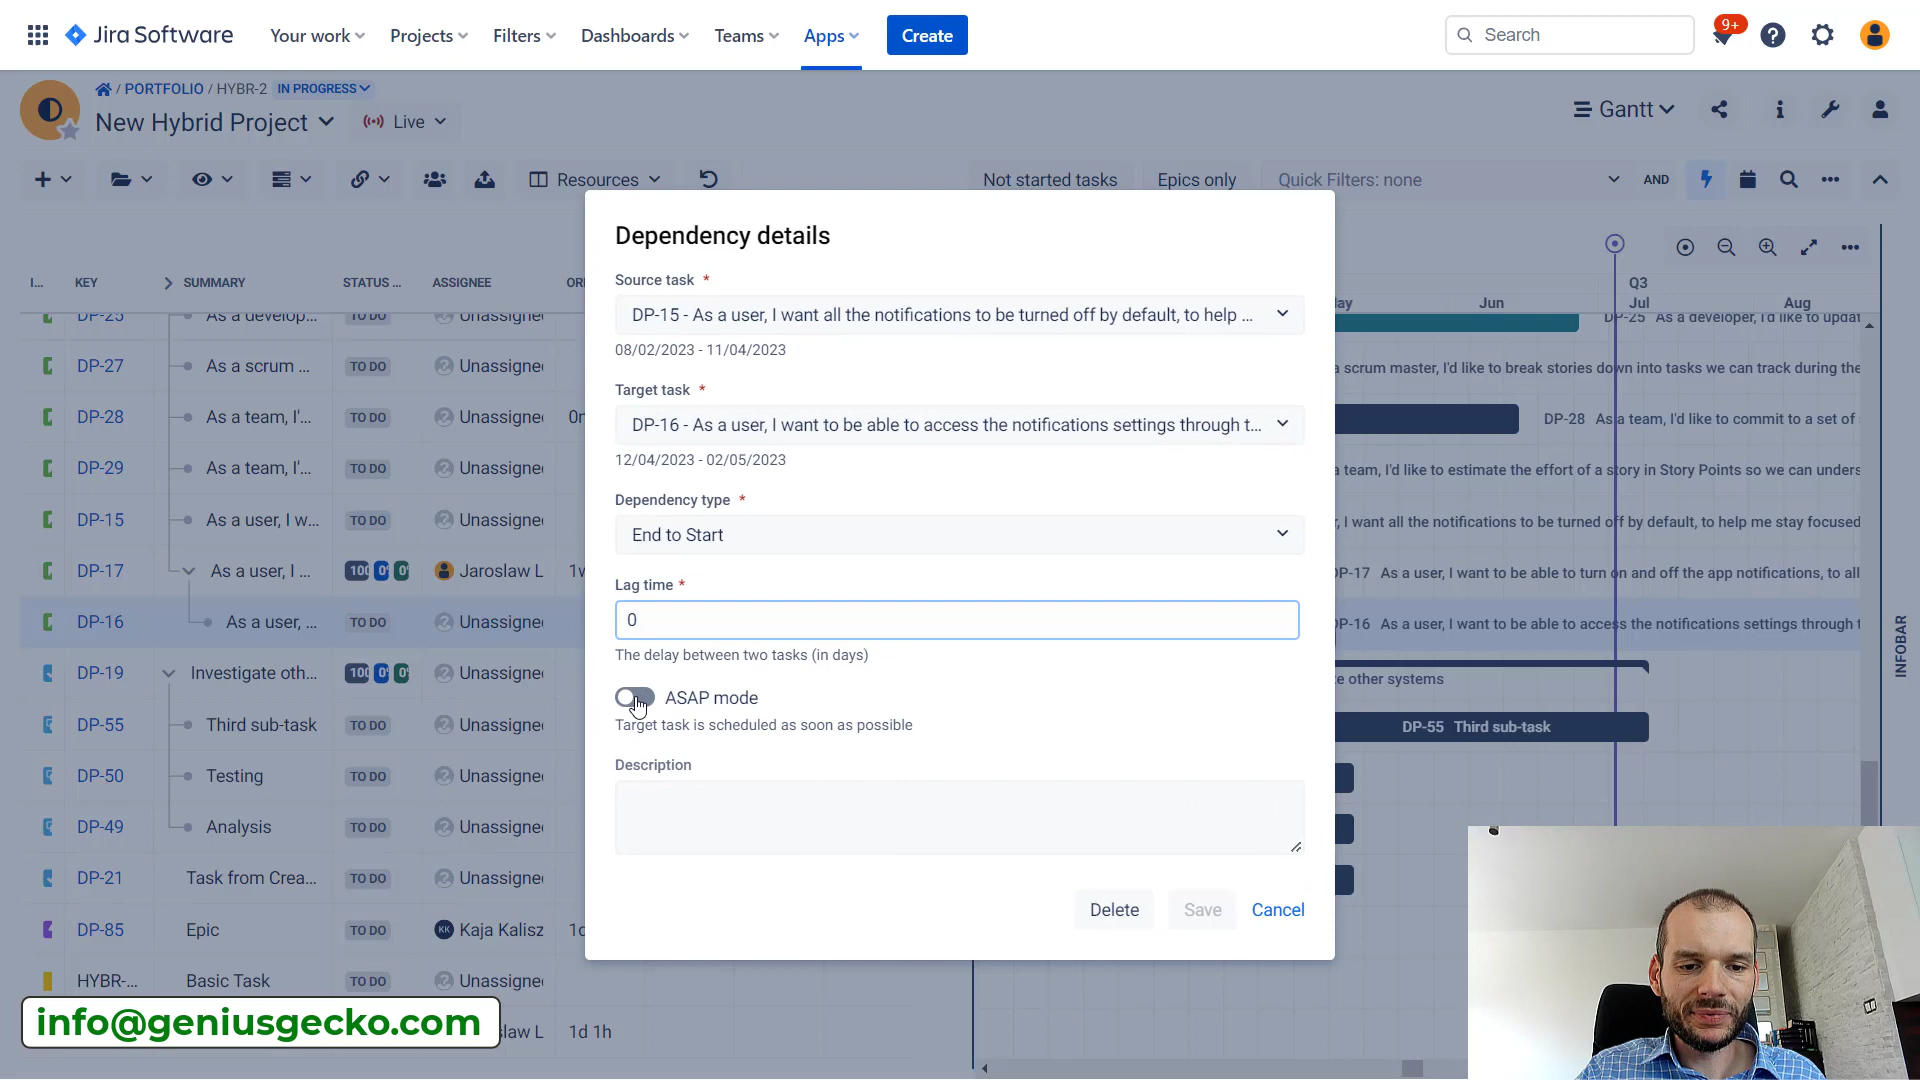 Jira Software Your work Projects Filters Dashboards Teams Apps Create Search 9+
/ PORTFOLIO / HYBR-2 IN PROGRESS
New Hybrid Project Live Gantt
Resources Not started tasks Epics only Quick Filters: none AND
I... KEY SUMMARY STATUS ... ASSIGNEE
Q3
Jun Jul Aug
DP-25 As a develop... TO DO Unassigne
DP-25 As a developer, I'd like to updat
DP-27 As a scrum ... TO DO Unassigne
scrum master, I'd like to break stories down into tasks we can track during the
DP-28 As a team, I'... TO DO Unassigne
DP-28 As a team, I'd like to commit to a set of
DP-29 As a team, I'... TO DO Unassigne
team, I'd like to estimate the effort of a story in Story Points so we can unders
DP-15 As a user, I w... TO DO Unassigne
, I want all the notifications to be turned off by default, to help me stay focused
DP-17 As a user, I ... 100 0 0 Jaroslaw L
DP-17 As a user, I want to be able to turn on and off the app notifications, to all
DP-16 As a user, ... TO DO Unassigne
DP-16 As a user, I want to be able to access the notifications settings through t
DP-19 Investigate oth... 100 0 0 Unassigne
e other systems
DP-55 Third sub-task TO DO Unassigne
DP-55 Third sub-task
DP-50 Testing TO DO Unassigne
DP-49 Analysis TO DO Unassigne
DP-21 Task from Crea... TO DO Unassigne
DP-85 Epic TO DO KK Kaja Kalisz
HYBR-... Basic Task TO DO Unassigne
slaw L 1d 1h
INFOBAR
Dependency details
Source task *
DP-15 - As a user, I want all the notifications to be turned off by default, to help ...
08/02/2023 - 11/04/2023
Target task *
DP-16 - As a user, I want to be able to access the notifications settings through t...
12/04/2023 - 02/05/2023
Dependency type *
End to Start
Lag time *
0
The delay between two tasks (in days)
ASAP mode
Target task is scheduled as soon as possible
Description
Delete Save Cancel
info@geniusgecko.com